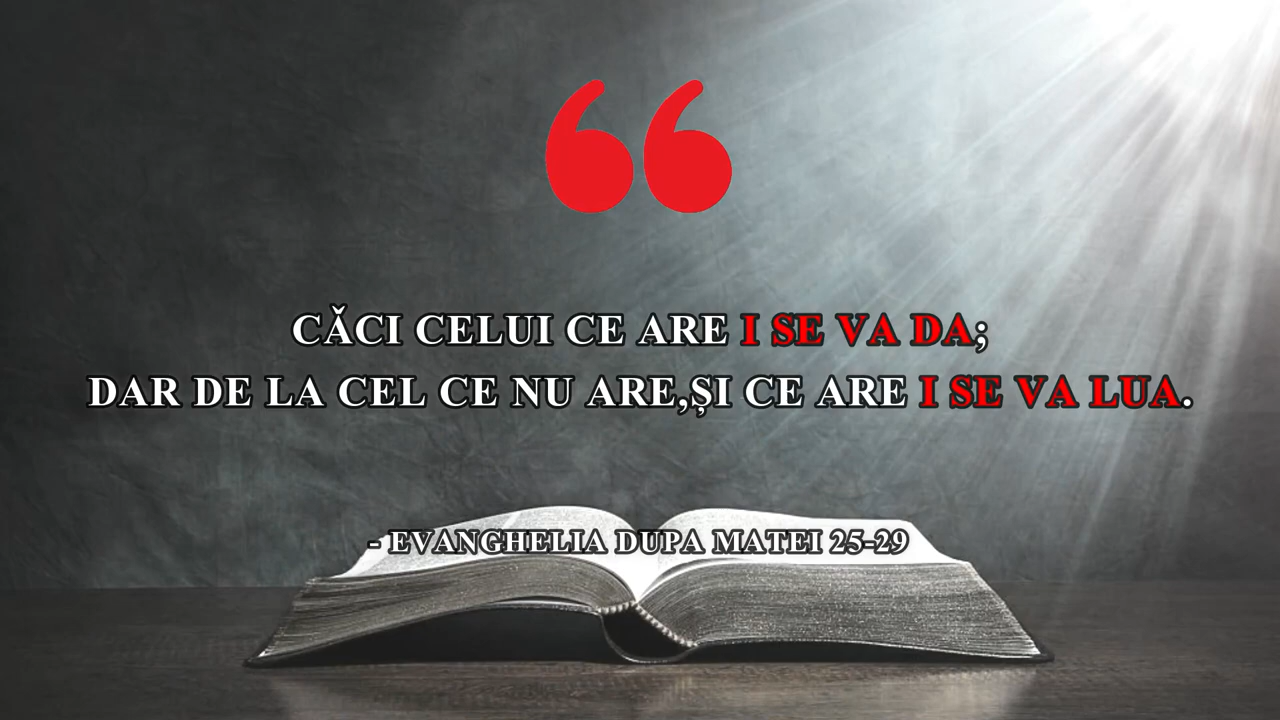 CĂCI CELUI CE ARE I SE VA DA;
DAR DE LA CEL CE NU ARE,ȘI CE ARE I SE VA LUA.
- EVANGHELIA DUPA MATEI 25-29